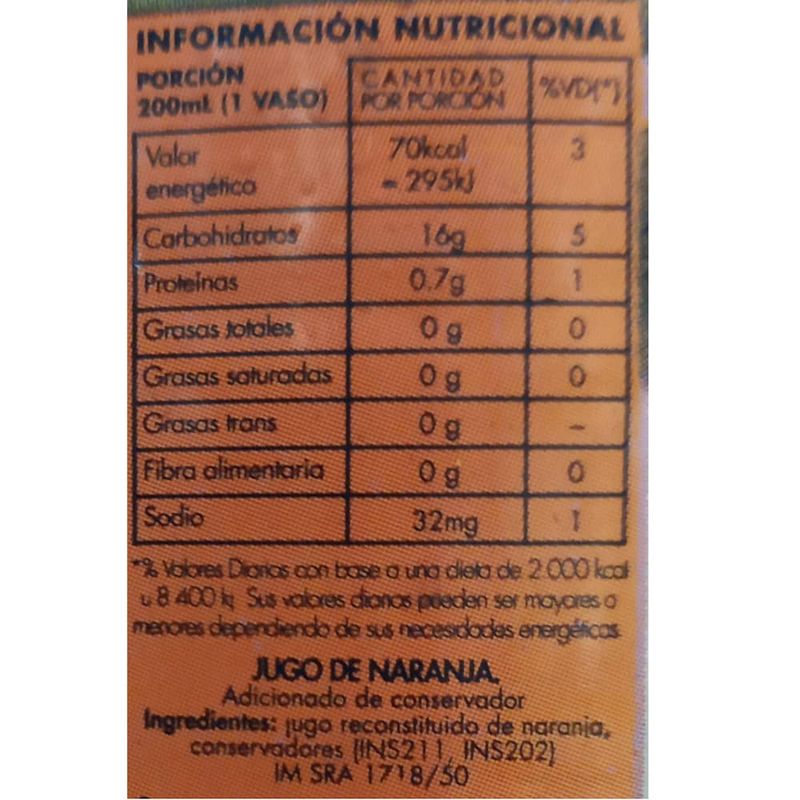 INFORMACIÓN NUTRICIONAL
PORCIÓN
200mL (1 VASO)
CANTIDAD
POR PORCIÓN
%VD(*)
Valor
energético
70kcal
= 295kJ
3
Carbohidratos 16g 5
Proteínas 0.7g 1
Grasas totales 0 g 0
Grasas saturadas 0 g 0
Grasas trans 0 g –
Fibra alimentaria 0 g 0
Sodio 32mg 1
*% Valores Diarios con base a una dieta de 2 000 kcal
u 8 400 kj Sus valores diarios pueden ser mayores o
menores dependiendo de sus necesidades energéticas
JUGO DE NARANJA.
Adicionado de conservador
Ingredientes: jugo reconstituido de naranja,
conservadores (INS211, INS202)
IM SRA 1718/50